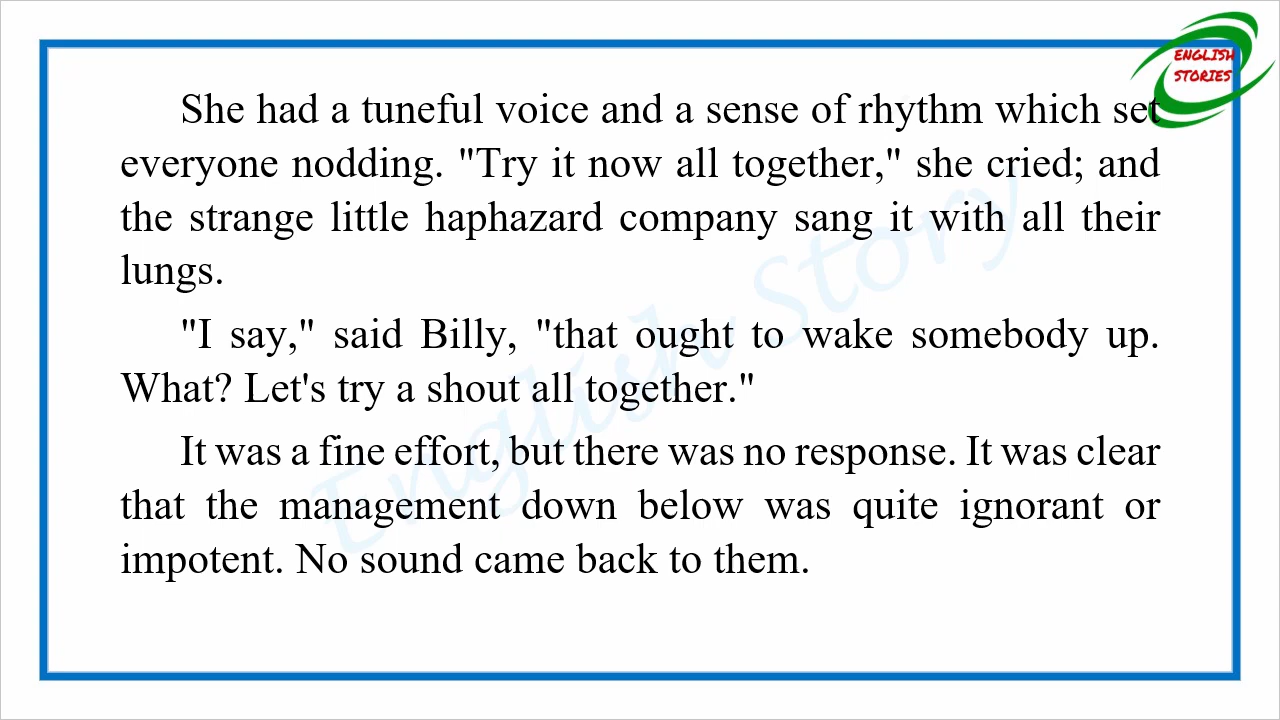 ENGLISH
STORIES
She had a tuneful voice and a sense of rhythm which set
everyone nodding. "Try it now all together," she cried; and
the strange little haphazard company sang it with all their
lungs.
"I say," said Billy, "that ought to wake somebody up.
What? Let's try a shout all together."
It was a fine effort, but there was no response. It was clear
that the management down below was quite ignorant or
impotent. No sound came back to them.
English Story